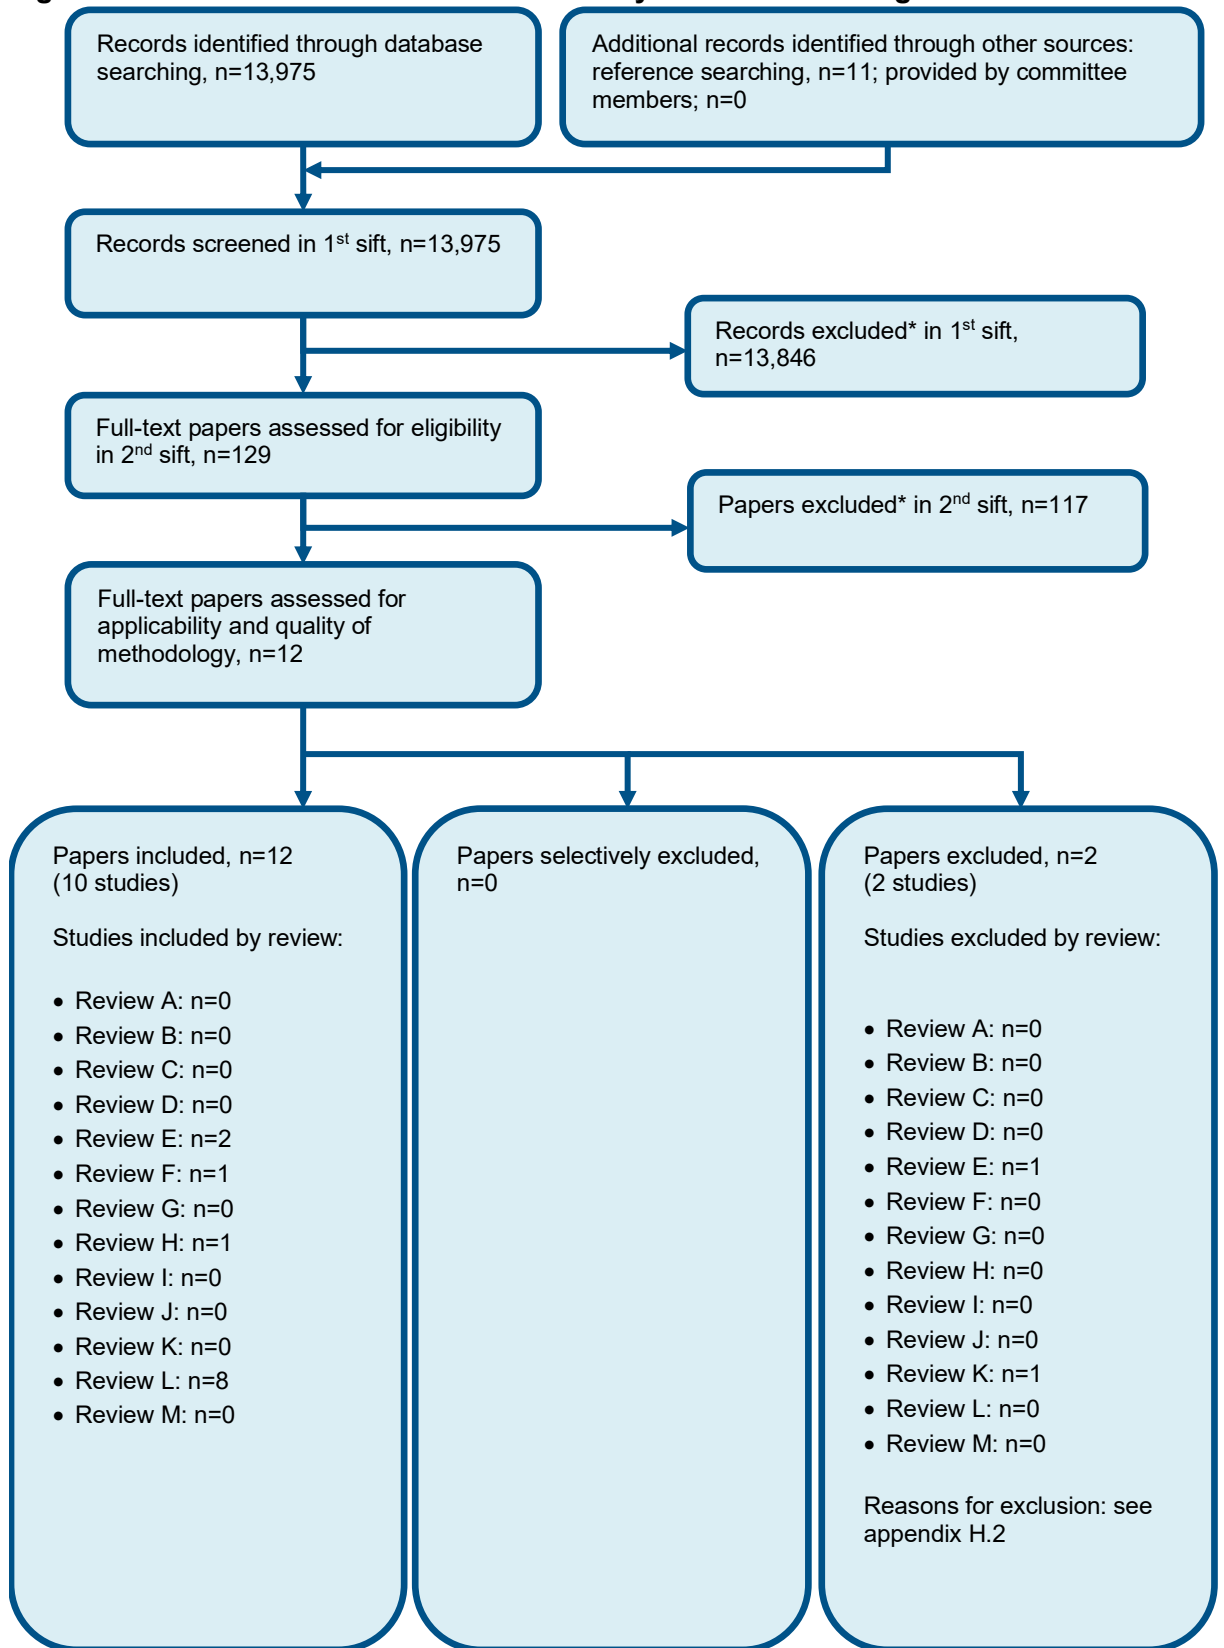 Records identified through database
searching, n=13,975
Additional records identified through other sources:
reference searching, n=11; provided by committee
members; n=0
Records screened in 1st sift, n=13,975
Records excluded* in 1st sift,
n=13,846
Full-text papers assessed for eligibility
in 2nd sift, n=129
Papers excluded* in 2nd sift, n=117
Full-text papers assessed for
applicability and quality of
methodology, n=12
Papers included, n=12
(10 studies)
Studies included by review:
• Review A: n=0
• Review B: n=0
• Review C: n=0
• Review D: n=0
• Review E: n=2
• Review F: n=1
• Review G: n=0
• Review H: n=1
• Review I: n=0
• Review J: n=0
• Review K: n=0
• Review L: n=8
• Review M: n=0
Papers selectively excluded,
n=0
Papers excluded, n=2
(2 studies)
Studies excluded by review:
• Review A: n=0
• Review B: n=0
• Review C: n=0
• Review D: n=0
• Review E: n=1
• Review F: n=0
• Review G: n=0
• Review H: n=0
• Review I: n=0
• Review J: n=0
• Review K: n=1
• Review L: n=0
• Review M: n=0
Reasons for exclusion: see
appendix H.2